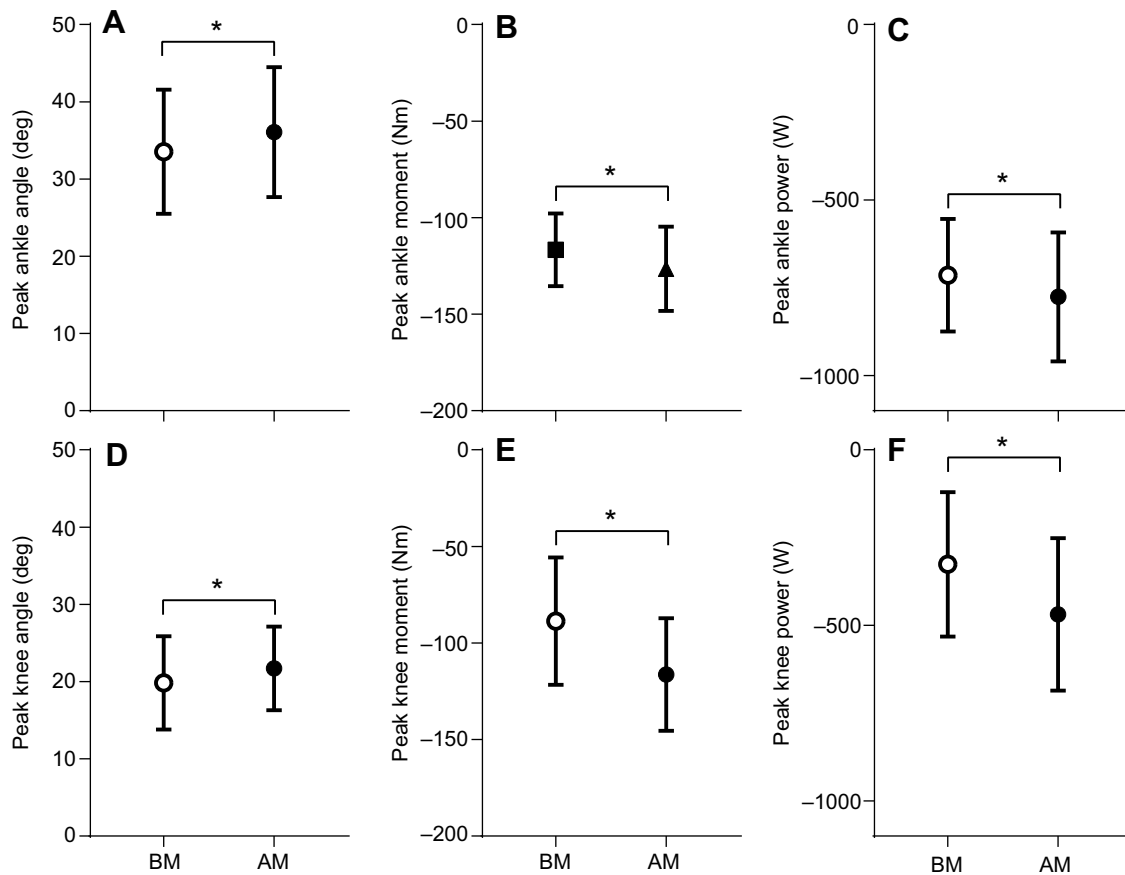 A
50
40
30
20
10
0
Peak ankle angle (deg)
*
B
0
–50
–100
–150
–200
Peak ankle moment (Nm)
*
C
0
–500
–1000
Peak ankle power (W)
*
D
50
40
30
20
10
0
Peak knee angle (deg)
*
BM AM
E
0
–50
–100
–150
–200
Peak knee moment (Nm)
*
BM AM
F
0
–500
–1000
Peak knee power (W)
*
BM AM